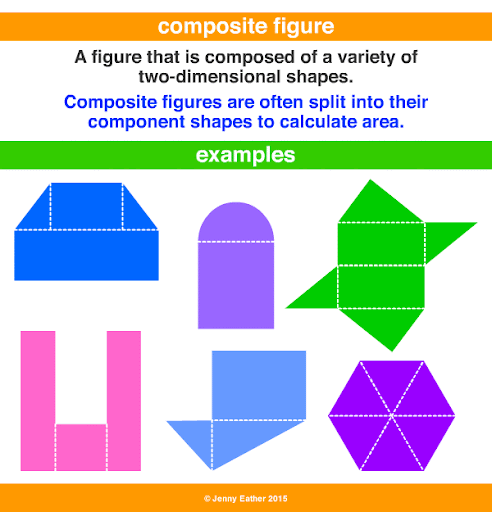 composite figure
A figure that is composed of a variety of
two-dimensional shapes.
Composite figures are often split into their
component shapes to calculate area.
examples
© Jenny Eather 2015